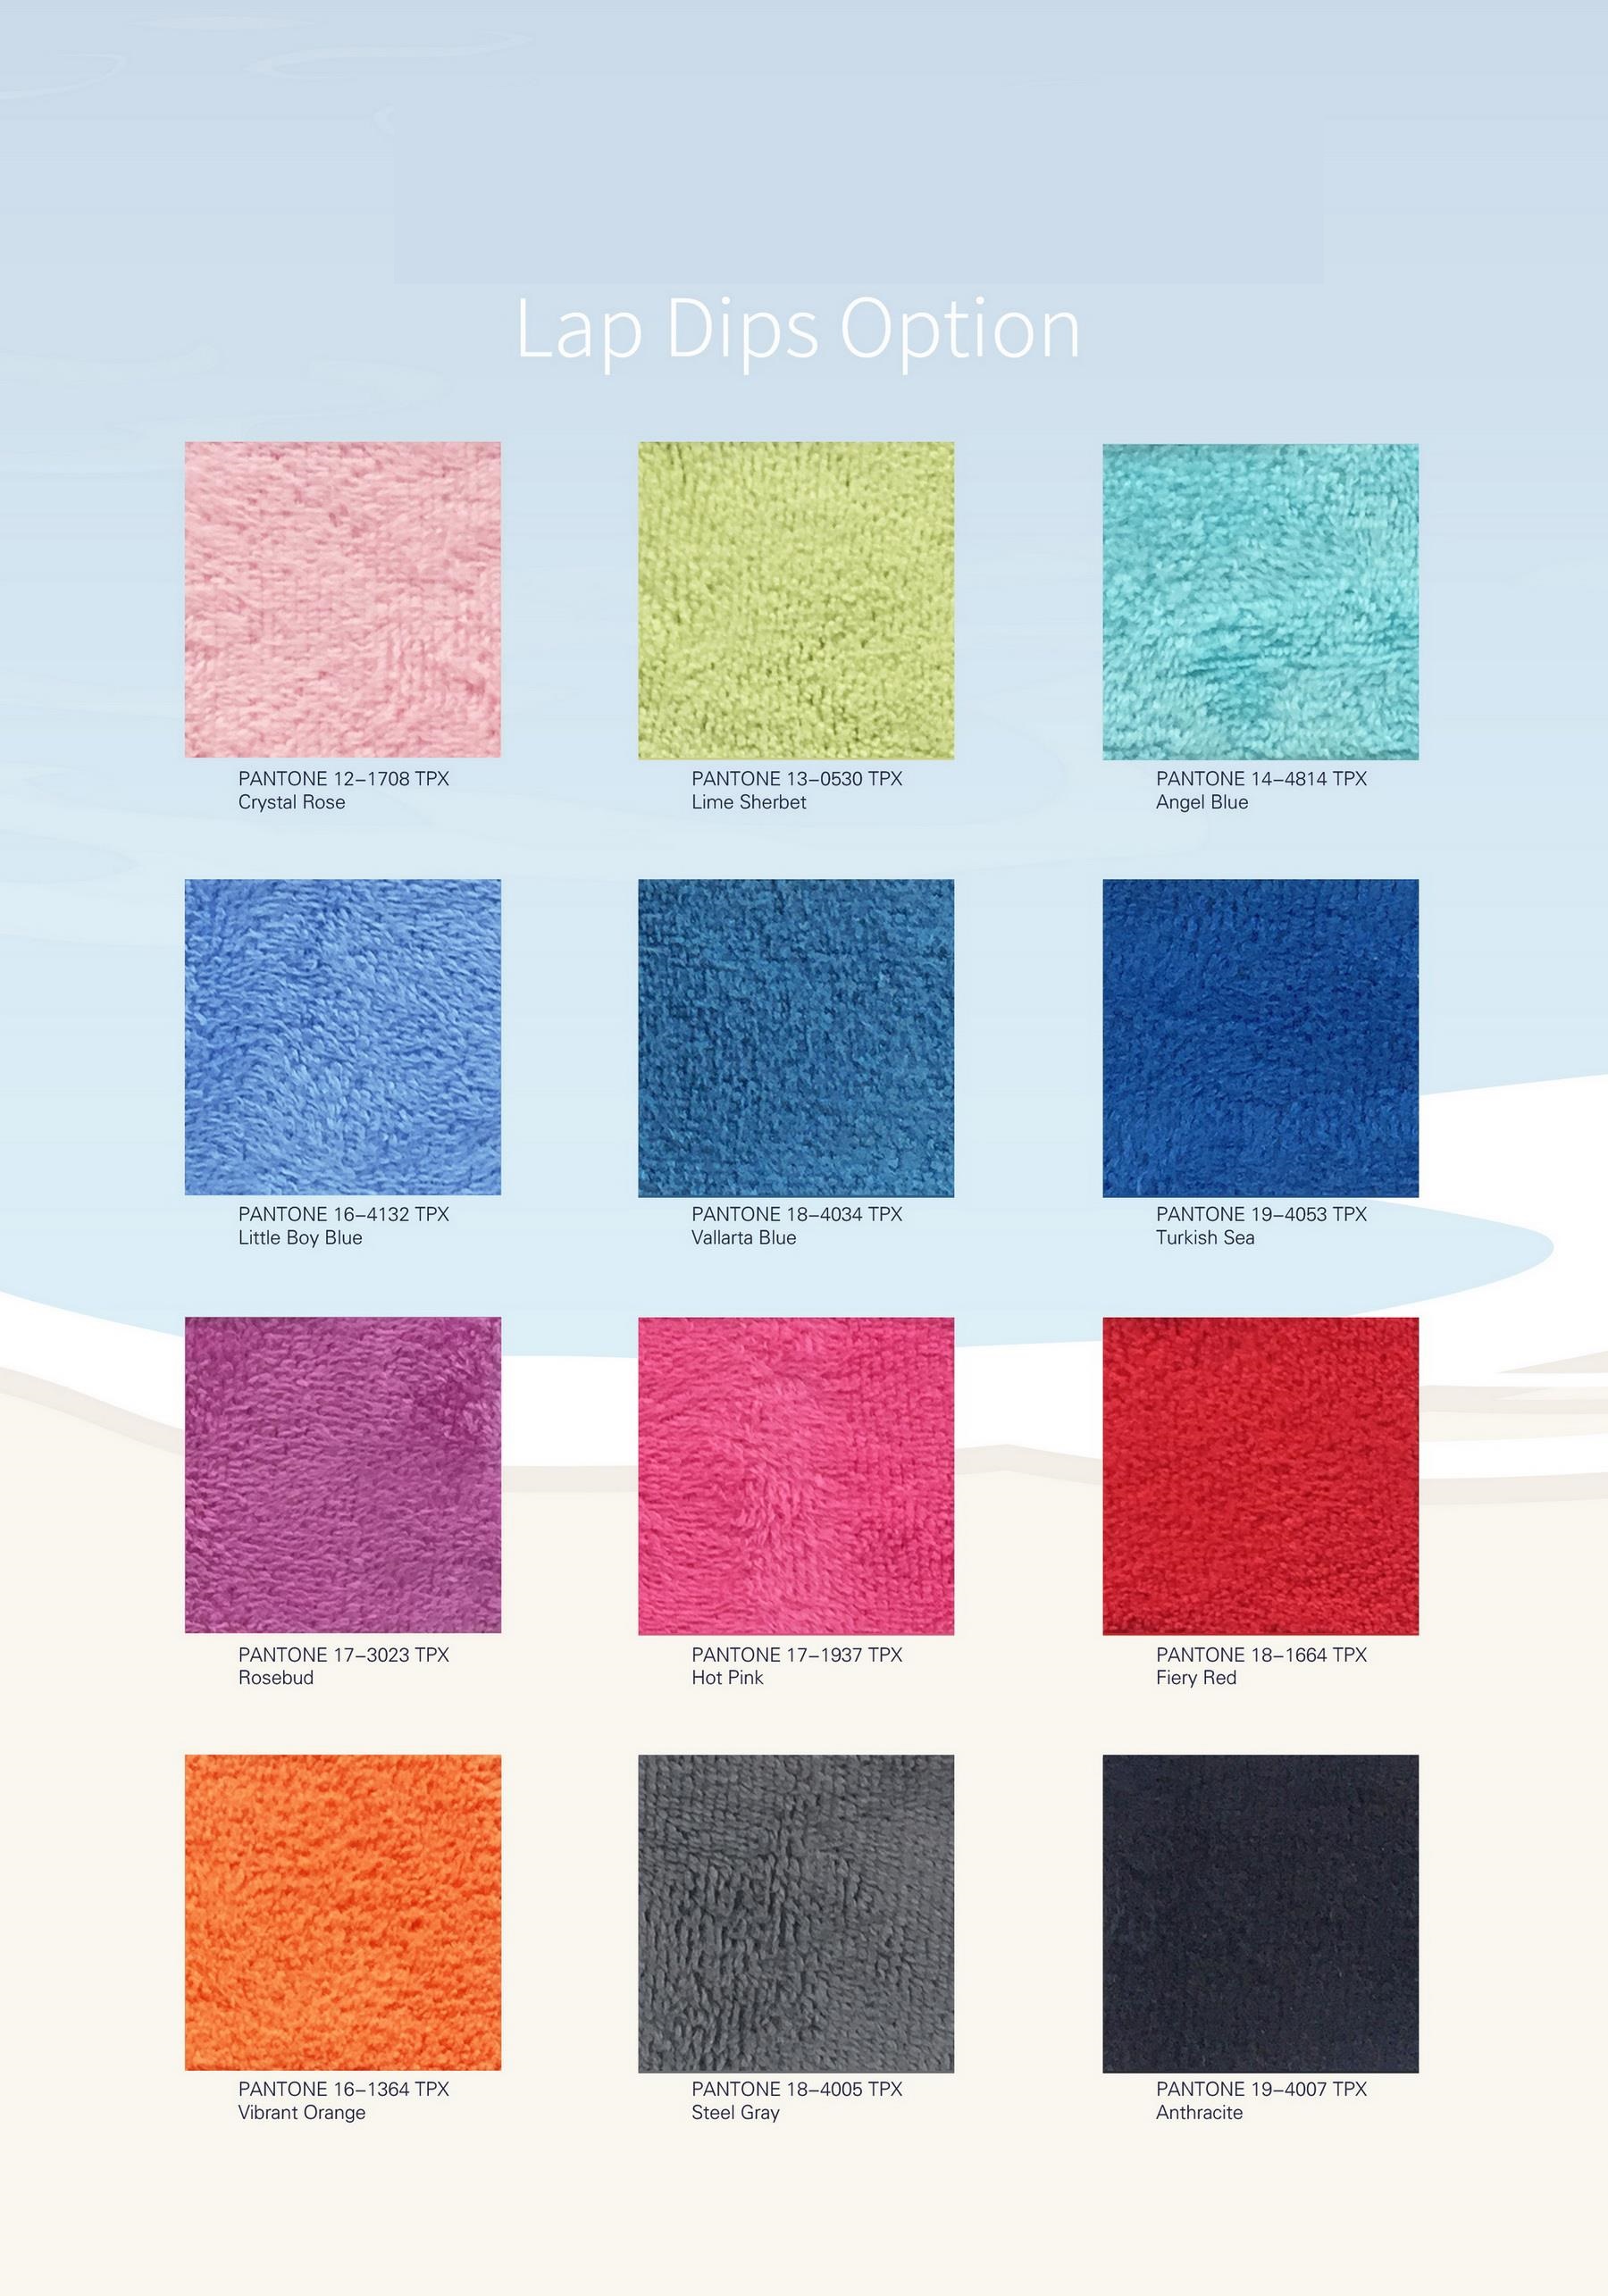 Lap Dips Option
PANTONE 12–1708 TPX
Crystal Rose
PANTONE 13–0530 TPX
Lime Sherbet
PANTONE 14–4814 TPX
Angel Blue
PANTONE 16–4132 TPX
Little Boy Blue
PANTONE 18–4034 TPX
Vallarta Blue
PANTONE 19–4053 TPX
Turkish Sea
PANTONE 17–3023 TPX
Rosebud
PANTONE 17–1937 TPX
Hot Pink
PANTONE 18–1664 TPX
Fiery Red
PANTONE 16–1364 TPX
Vibrant Orange
PANTONE 18–4005 TPX
Steel Gray
PANTONE 19–4007 TPX
Anthracite